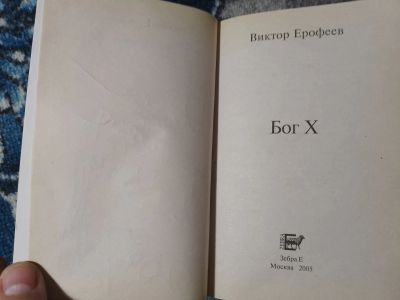 Виктор Ерофеев
Бог X
Зебра Е
Москва 2005